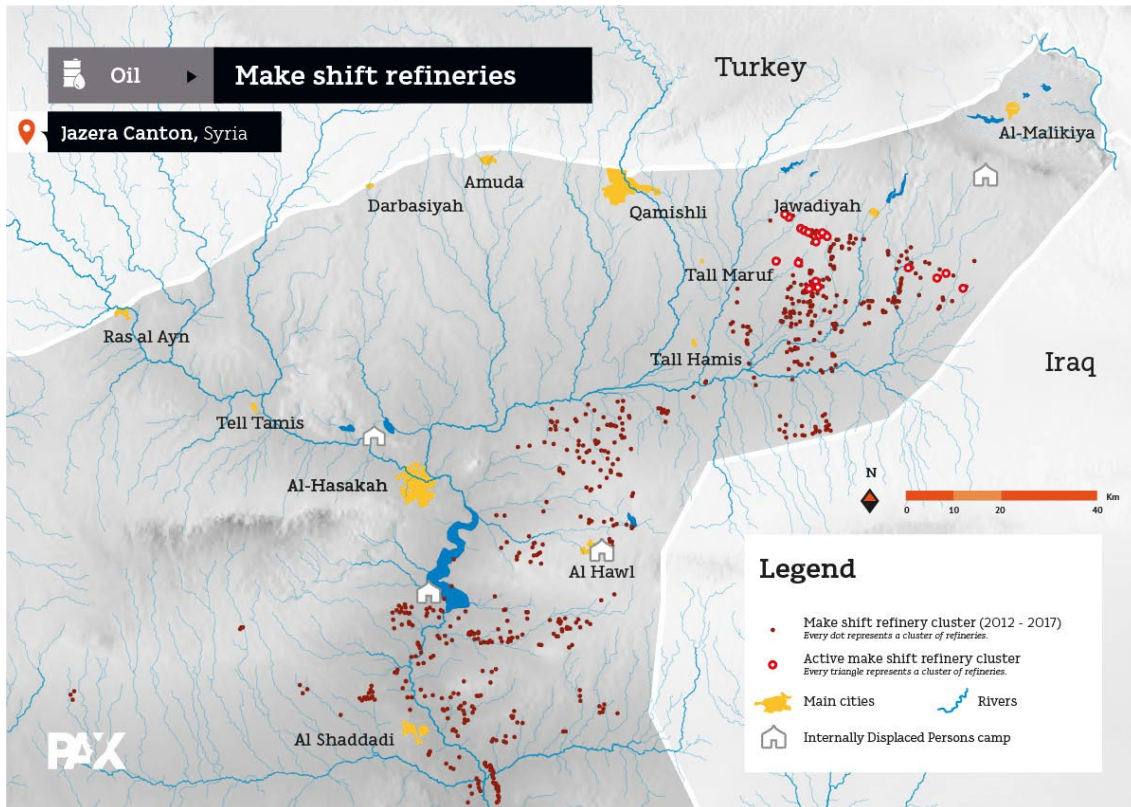 Oil
Make shift refineries
Jazera Canton, Syria
Turkey
Al-Malikiya
Amuda
Darbasiyah
Qamishli
Jawadiyah
Tall Maruf
Ras al Ayn
Tall Hamis
Iraq
Tell Tamis
Al-Hasakah
N
Km
0 10 20 40
Al Hawl
Legend
Make shift refinery cluster (2012 - 2017)
Every dot represents a cluster of refineries.
Active make shift refinery cluster
Every triangle represents a cluster of refineries.
Main cities
Rivers
Internally Displaced Persons camp
Al Shaddadi
PAX